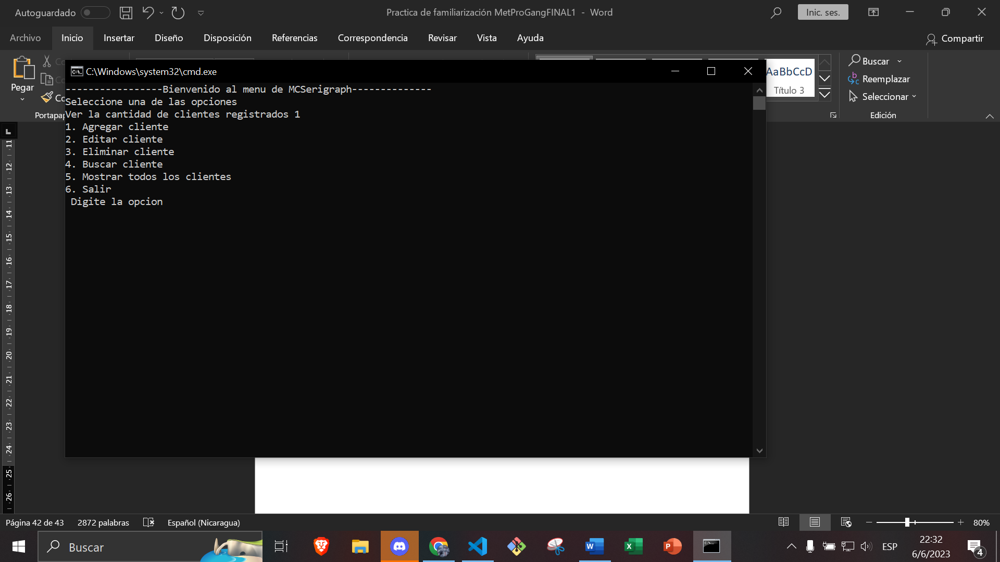 Autoguardado
Practica de familiarización MetProGangFINAL1 - Word
Inic. ses.
Archivo
Inicio
Insertar
Diseño
Disposición
Referencias
Correspondencia
Revisar
Vista
Ayuda
Compartir
Pegar
Co
Portapap
AaBbCcD
Título 3
Buscar
Reemplazar
Seleccionar
Edición
C:\Windows\system32\cmd.exe
-----------------Bienvenido al menu de MCSerigraph--------------
Seleccione una de las opciones
Ver la cantidad de clientes registrados 1
1. Agregar cliente
2. Editar cliente
3. Eliminar cliente
4. Buscar cliente
5. Mostrar todos los clientes
6. Salir
Digite la opcion
11
12
13
14
15
16
17
18
19
20
21
22
23
24
25
26
Página 42 de 43
2872 palabras
Español (Nicaragua)
80%
Buscar
ESP
22:32
6/6/2023
4